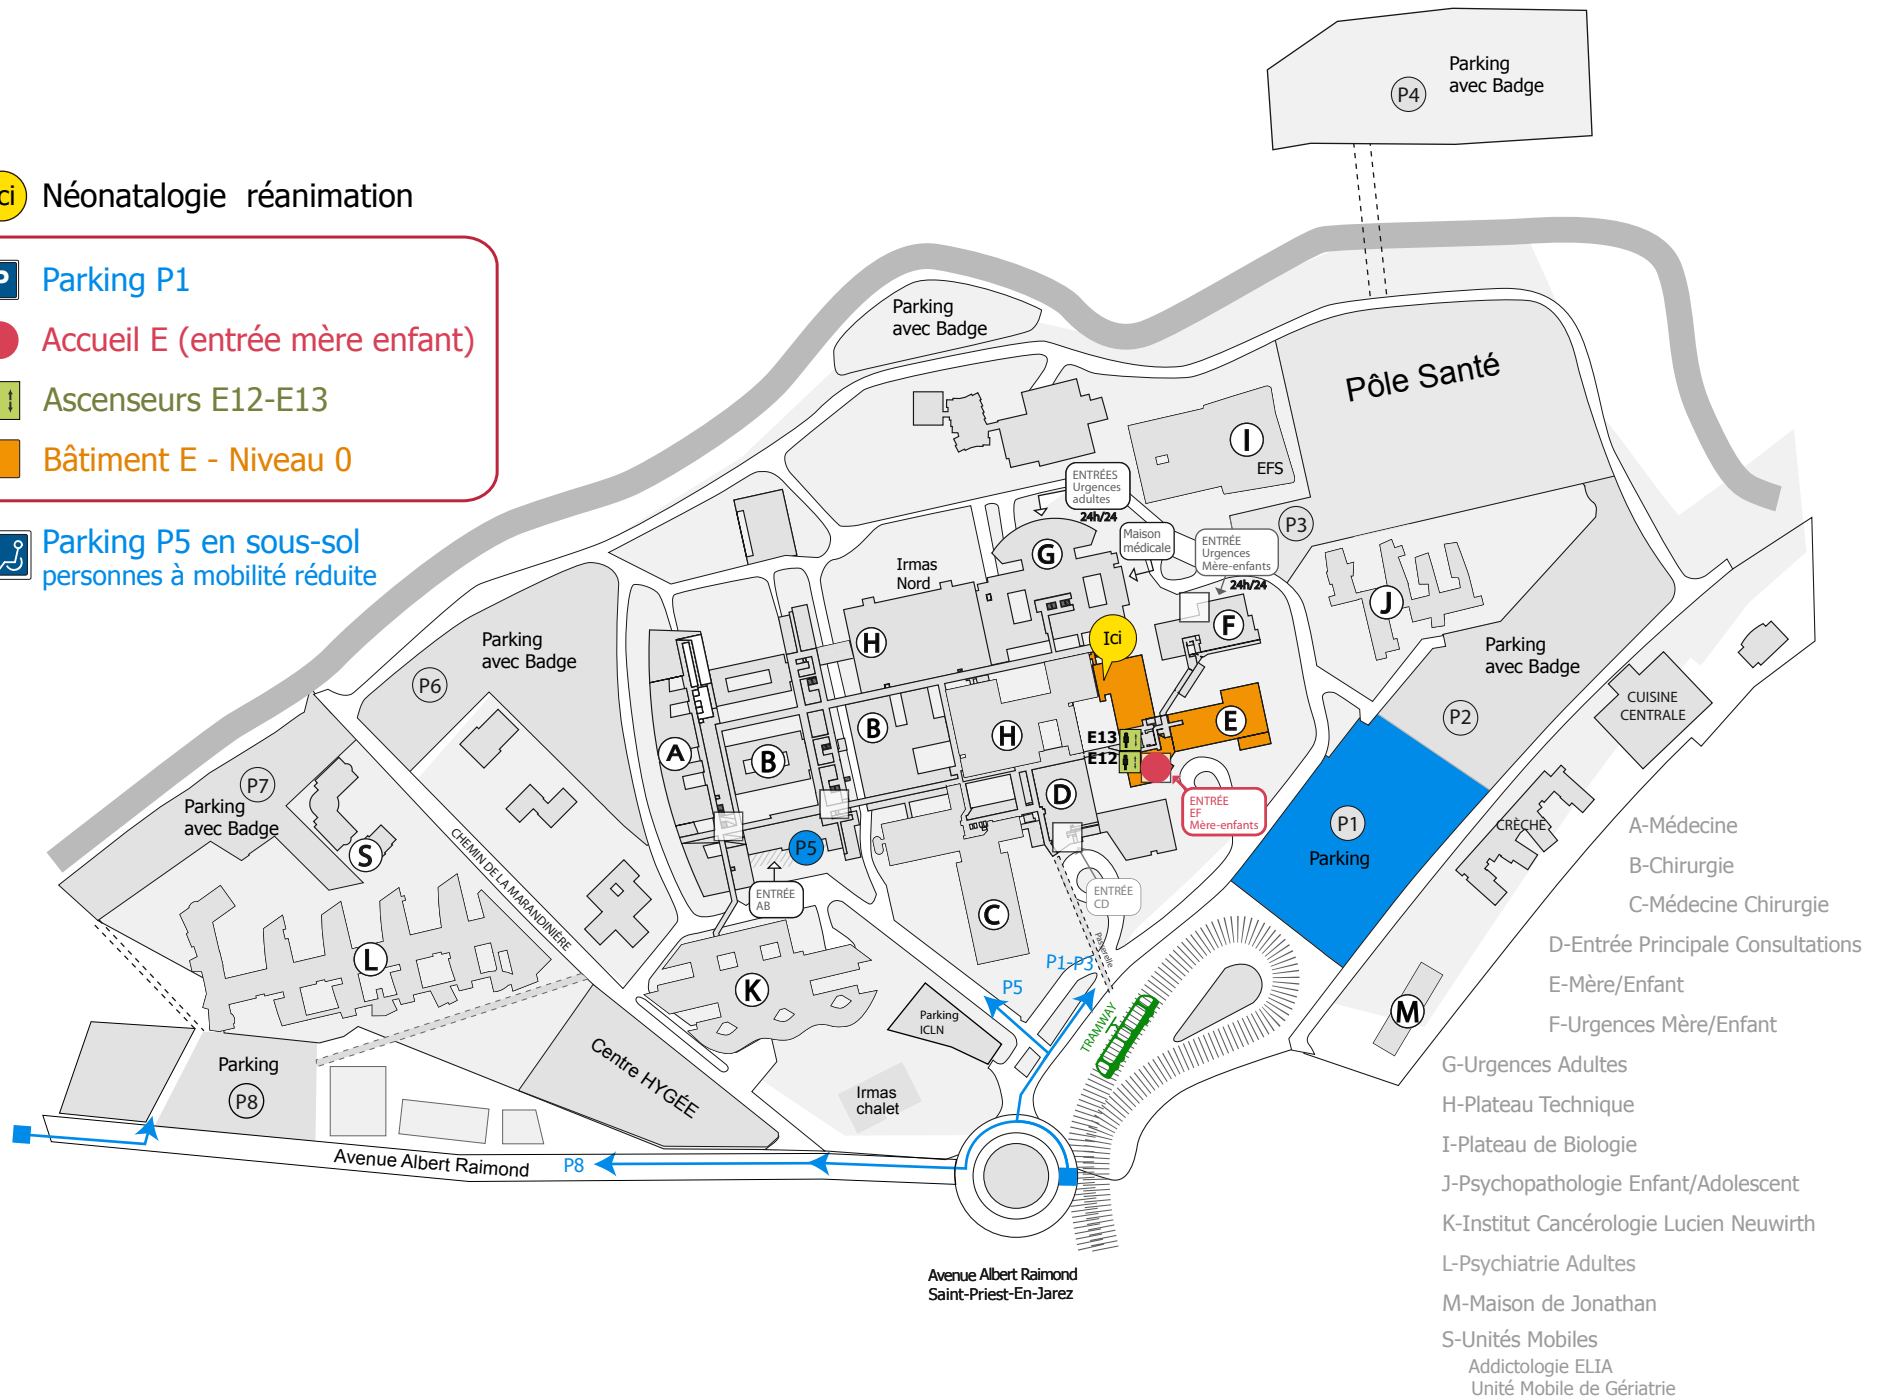 Parking
avec Badge
P4
ci
Néonatalogie réanimation
P
Parking P1
Accueil E (entrée mère enfant)
Ascenseurs E12-E13
Bâtiment E - Niveau 0
Parking P5 en sous-sol
personnes à mobilité réduite
Parking
avec Badge
Pôle Santé
I
EFS
ENTRÉES
Urgences
adultes
24h/24
P3
Maison
médicale
ENTRÉE
Urgences
Mère-enfants
24h/24
G
Irmas
Nord
J
F
Ici
H
Parking
avec Badge
P6
Parking
avec Badge
P2
CUISINE
CENTRALE
E
B
H
A
B
E13
E12
D
P7
Parking
avec Badge
ENTRÉE
EF
Mère-enfants
P1
Parking
CRÈCHE
P5
S
CHEMIN DE LA MARANDINIÈRE
ENTRÉE
AB
ENTRÉE
CD
C
Passerelle
L
K
P1-P3
P5
Parking
ICLN
TRAMWAY
M
Centre HYGÉE
Parking
P8
Irmas
chalet
Avenue Albert Raimond
P8
Avenue Albert Raimond
Saint-Priest-En-Jarez
A-Médecine
B-Chirurgie
C-Médecine Chirurgie
D-Entrée Principale Consultations
E-Mère/Enfant
F-Urgences Mère/Enfant
G-Urgences Adultes
H-Plateau Technique
I-Plateau de Biologie
J-Psychopathologie Enfant/Adolescent
K-Institut Cancérologie Lucien Neuwirth
L-Psychiatrie Adultes
M-Maison de Jonathan
S-Unités Mobiles
Addictologie ELIA
Unité Mobile de Gériatrie